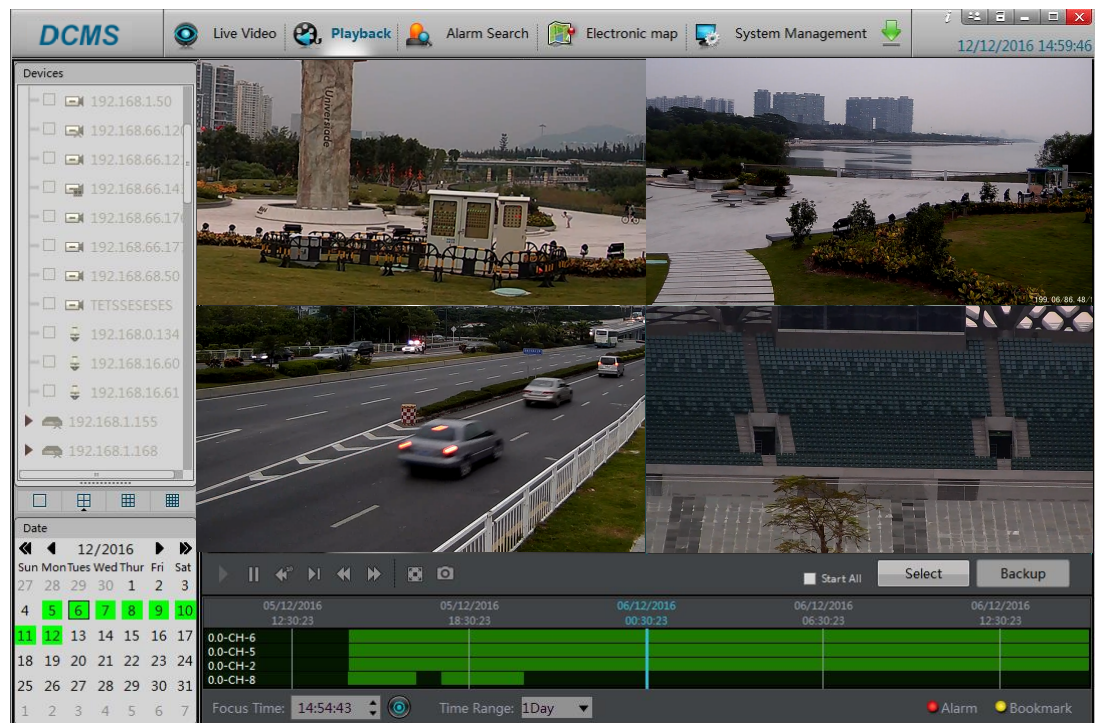 DCMS
Live Video Playback Alarm Search Electronic map System Management
12/12/2016 14:59:46
Devices
192.168.1.50
192.168.66.120
192.168.66.12
192.168.66.14
192.168.66.170
192.168.66.177
192.168.68.50
TETSSESESES
192.168.0.134
192.168.16.60
192.168.16.61
192.168.1.155
192.168.1.168
Universiade
199.06/86.48/1
Date
12/2016
Sun Mon Tues Wed Thur Fri Sat
27 28 29 30 1 2 3
4 5 6 7 8 9 10
11 12 13 14 15 16 17
18 19 20 21 22 23 24
25 26 27 28 29 30 31
1 2 3 4 5 6 7
Start All Select Backup
05/12/2016 05/12/2016 06/12/2016 06/12/2016 06/12/2016
12:30:23 18:30:23 00:30:23 06:30:23 12:30:23
0.0-CH-6
0.0-CH-5
0.0-CH-2
0.0-CH-8
Focus Time: 14:54:43 Time Range: 1Day Alarm Bookmark